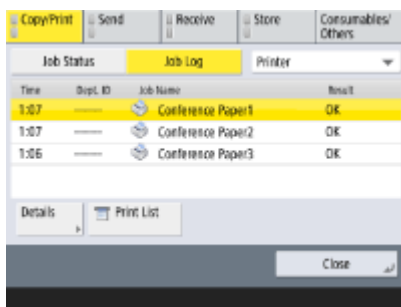 Copy/Print Send Receive Store Consumables/
Others
Job Status Job Log Printer
Time Dept. ID Job Name Result
1:07 ------- Conference Paper1 OK
1:07 ------- Conference Paper2 OK
1:06 ------- Conference Paper3 OK
Details Print List
Close